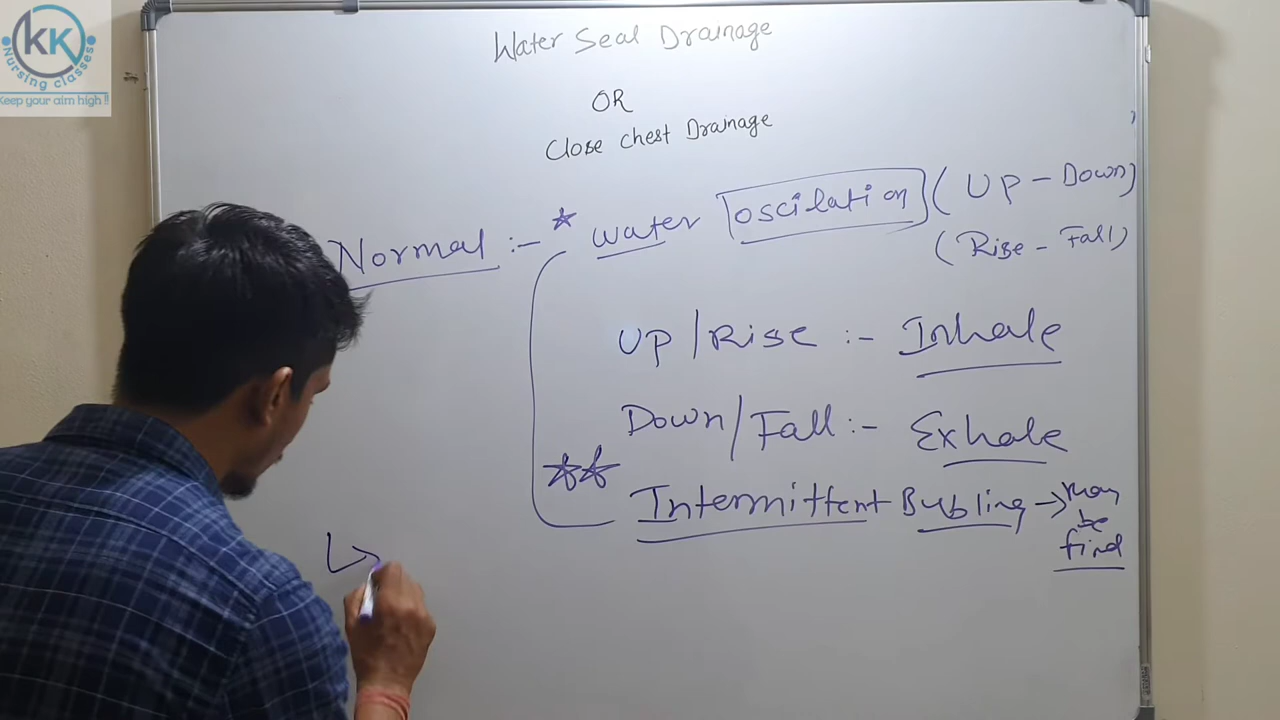 KK
Nursing classes
Keep your aim high !!
Water Seal Drainage
OR
Close Chest Drainage
Normal :- * water oscilation (UP - Down)
(Rise - Fall)
UP/Rise :- Inhale
Down/Fall :- Exhale
** Intermittent Bubling → may
be
find